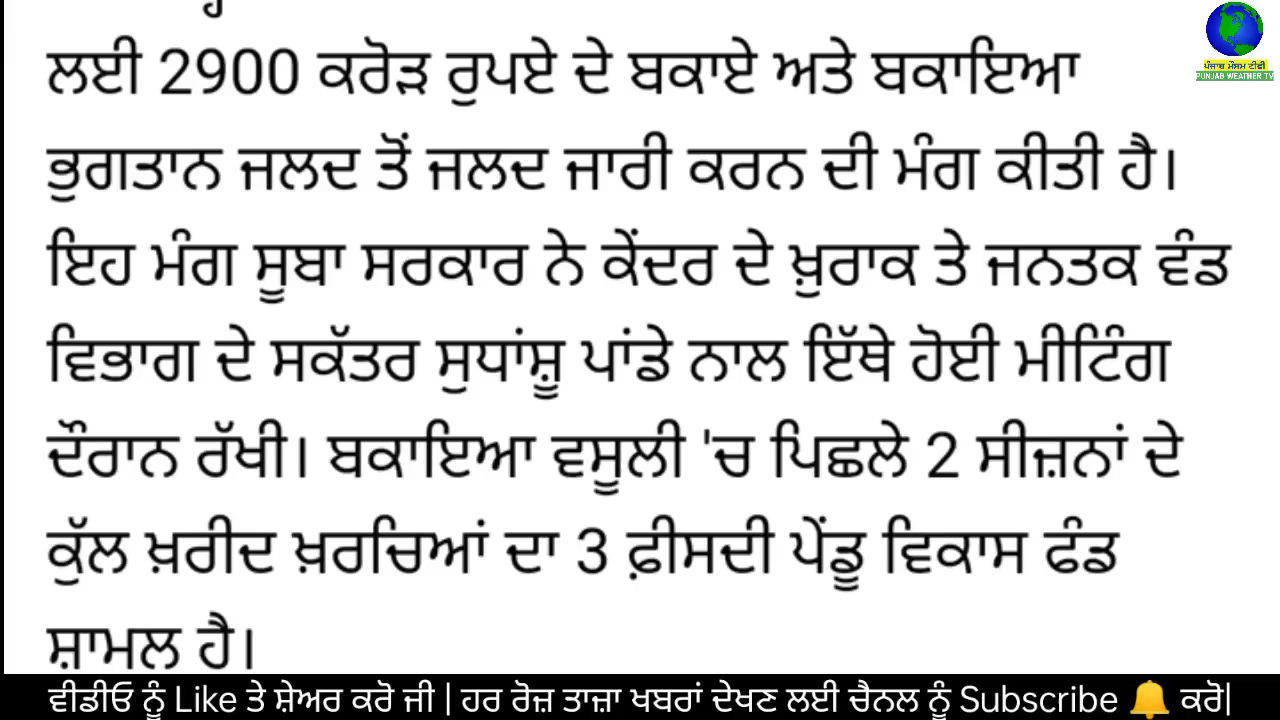 ਲਈ 2900 ਕਰੋੜ ਰੁਪਏ ਦੇ ਬਕਾਏ ਅਤੇ ਬਕਾਇਆ
ਭੁਗਤਾਨ ਜਲਦ ਤੋਂ ਜਲਦ ਜਾਰੀ ਕਰਨ ਦੀ ਮੰਗ ਕੀਤੀ ਹੈ।
ਇਹ ਮੰਗ ਸੂਬਾ ਸਰਕਾਰ ਨੇ ਕੇਂਦਰ ਦੇ ਖ਼ੁਰਾਕ ਤੇ ਜਨਤਕ ਵੰਡ
ਵਿਭਾਗ ਦੇ ਸਕੱਤਰ ਸੁਧਾਂਸ਼ੂ ਪਾਂਡੇ ਨਾਲ ਇੱਥੇ ਹੋਈ ਮੀਟਿੰਗ
ਦੌਰਾਨ ਰੱਖੀ। ਬਕਾਇਆ ਵਸੂਲੀ 'ਚ ਪਿਛਲੇ 2 ਸੀਜ਼ਨਾਂ ਦੇ
ਕੁੱਲ ਖ਼ਰੀਦ ਖ਼ਰਚਿਆਂ ਦਾ 3 ਫ਼ੀਸਦੀ ਪੇਂਡੂ ਵਿਕਾਸ ਫੰਡ
ਸ਼ਾਮਲ ਹੈ।
ਪੰਜਾਬ ਮੌਸਮ ਟੀਵੀ
PUNJAB WEATHER TV
ਵੀਡੀਓ ਨੂੰ Like ਤੇ ਸ਼ੇਅਰ ਕਰੋ ਜੀ | ਹਰ ਰੋਜ਼ ਤਾਜ਼ਾ ਖਬਰਾਂ ਦੇਖਣ ਲਈ ਚੈਨਲ ਨੂੰ Subscribe 🔔 ਕਰੋ|